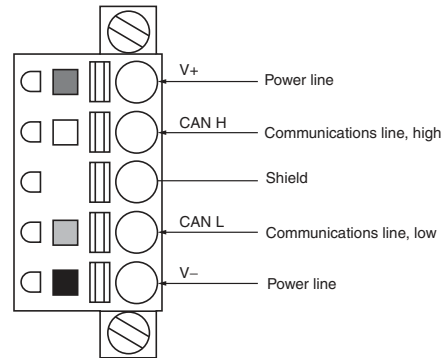 V+
Power line
CAN H
Communications line, high
Shield
CAN L
Communications line, low
V–
Power line